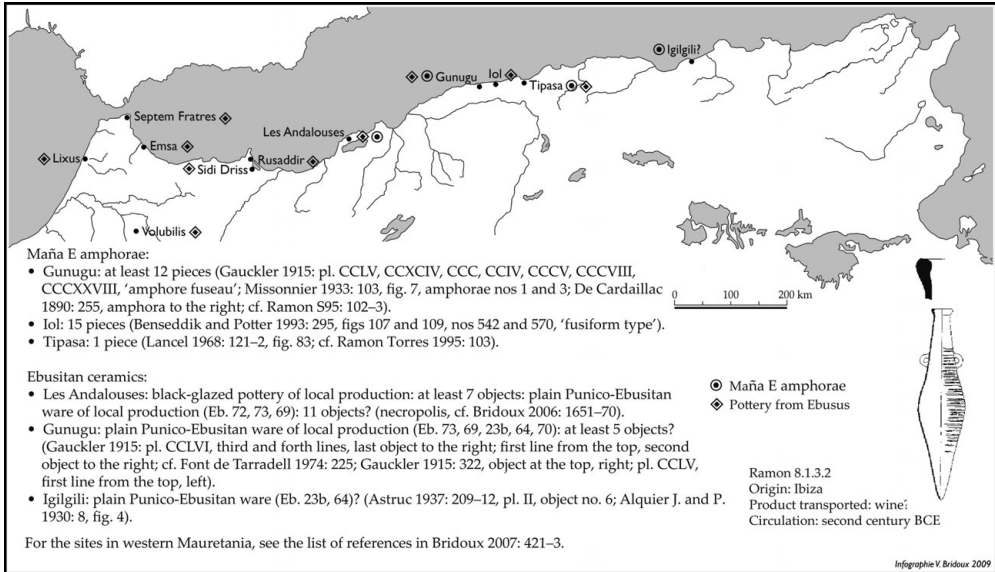 Igilgili?
Gunugu
Iol
Tipasa
Septem Fratres
Les Andalouses
Emsa
Lixus
Rusaddir
Sidi Driss
Volubilis
Maña E amphorae:
• Gunugu: at least 12 pieces (Gauckler 1915: pl. CCLV, CCXCIV, CCC, CCIV, CCCV, CCCVIII,
CCCXXVIII, ‘amphore fuseau’; Missonnier 1933: 103, fig. 7, amphorae nos 1 and 3; De Cardaillac
1890: 255, amphora to the right; cf. Ramon S95: 102–3).
• Iol: 15 pieces (Benseddik and Potter 1993: 295, figs 107 and 109, nos 542 and 570, ‘fusiform type’).
• Tipasa: 1 piece (Lancel 1968: 121–2, fig. 83; cf. Ramon Torres 1995: 103).
0 100 200 km
Ebusitan ceramics:
• Les Andalouses: black-glazed pottery of local production: at least 7 objects: plain Punico-Ebusitan
ware of local production (Eb. 72, 73, 69): 11 objects? (necropolis, cf. Bridoux 2006: 1651–70).
• Gunugu: plain Punico-Ebusitan ware of local production (Eb. 73, 69, 23b, 64, 70): at least 5 objects?
(Gauckler 1915: pl. CCLVI, third and forth lines, last object to the right; first line from the top, second
object to the right; cf. Font de Tarradell 1974: 225; Gauckler 1915: 322, object at the top, right; pl. CCLV,
first line from the top, left).
• Igilgili: plain Punico-Ebusitan ware (Eb. 23b, 64)? (Astruc 1937: 209–12, pl. II, object no. 6; Alquier J. and P.
1930: 8, fig. 4).
For the sites in western Mauretania, see the list of references in Bridoux 2007: 421–3.
Maña E amphorae
Pottery from Ebusus
Ramon 8.1.3.2
Origin: Ibiza
Product transported: wine?
Circulation: second century BCE
Infographie V. Bridoux 2009